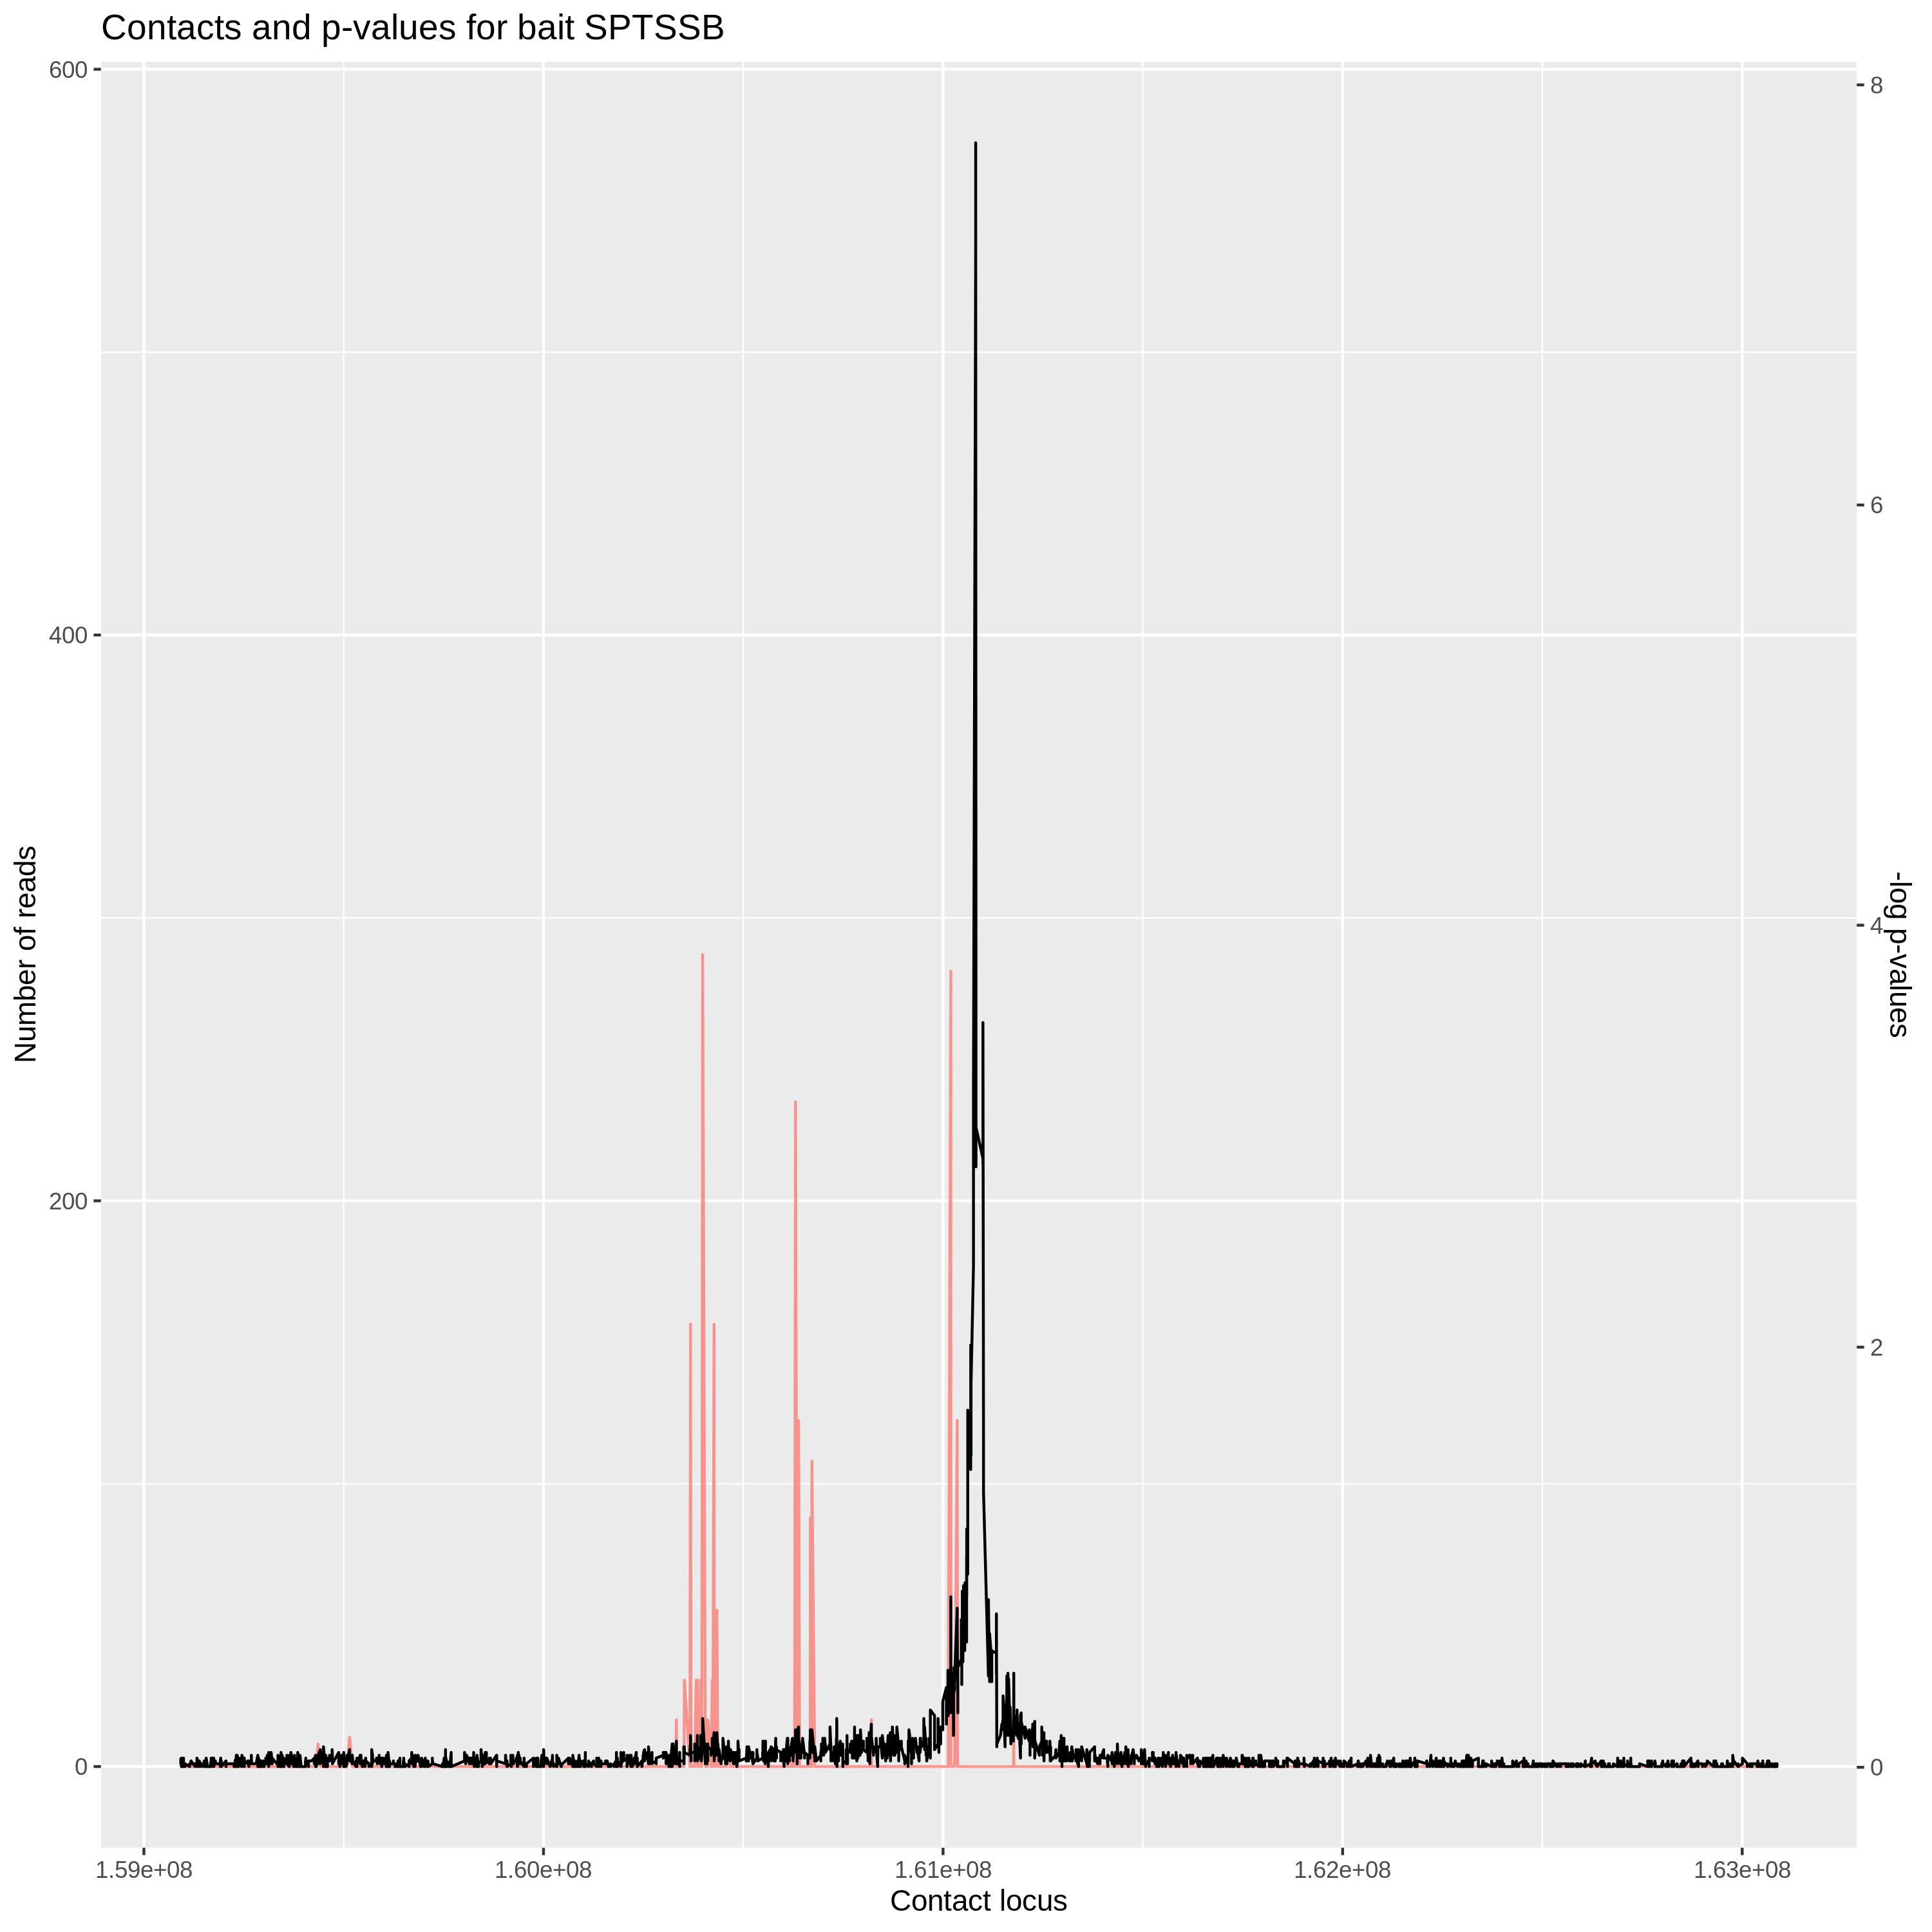 Contacts and p-values for bait SPTSSB
600
400
200
0
Number of reads
8
6
4
2
0
-log p-values
1.59e+08
1.60e+08
1.61e+08
1.62e+08
1.63e+08
Contact locus